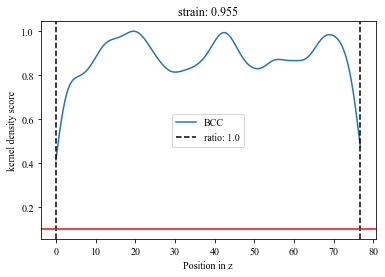 strain: 0.955
kernel density score
1.0
0.8
0.6
0.4
0.2
BCC
ratio: 1.0
0 10 20 30 40 50 60 70 80
Position in z